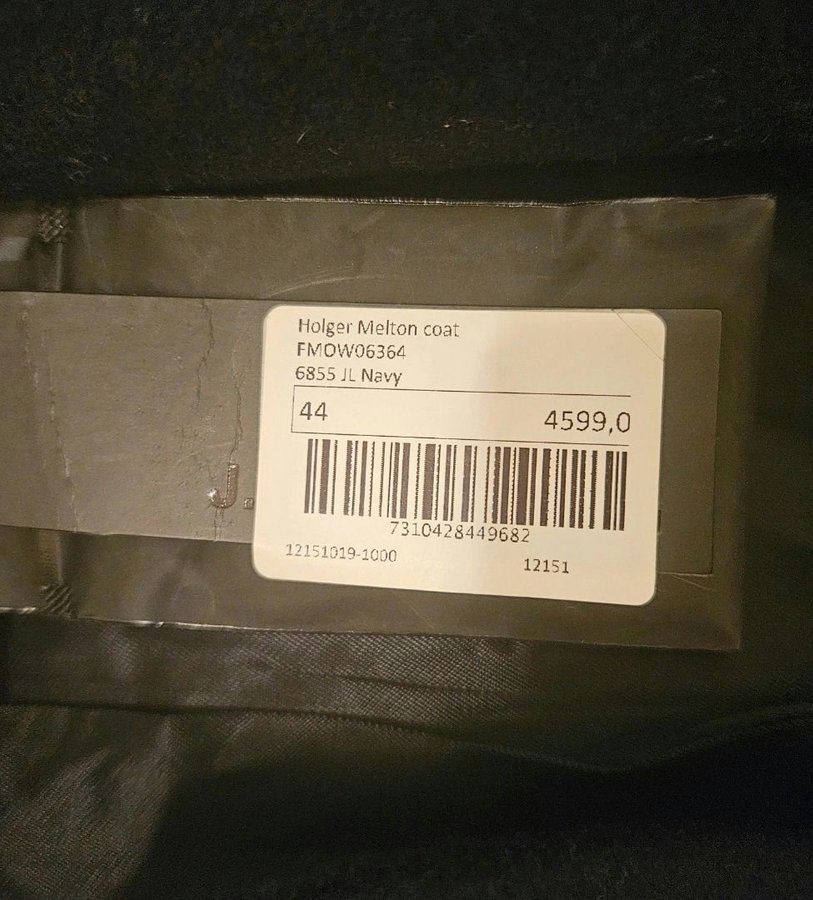 Holger Melton coat
FMOW06364
6855 JL Navy
44 4599,0
7310428449682
12151019-1000 12151
J.